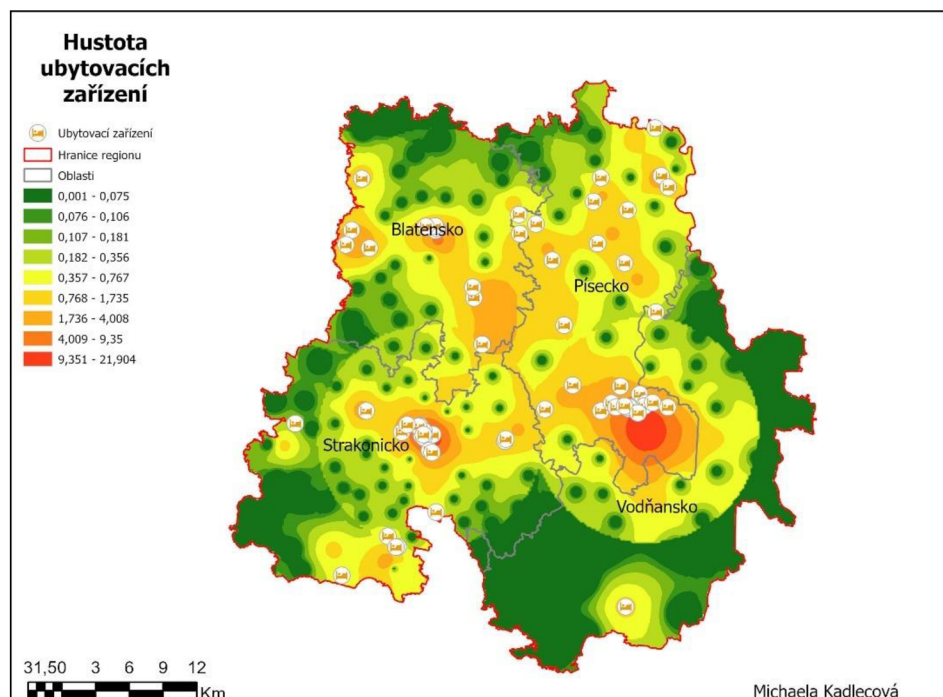 Hustota
ubytovacích
zařízení
Ubytovací zařízení
Hranice regionu
Oblasti
0,001 - 0,075
0,076 - 0,106
0,107 - 0,181
0,182 - 0,356
0,357 - 0,767
0,768 - 1,735
1,736 - 4,008
4,009 - 9,35
9,351 - 21,904
Blatensko
Písecko
Strakonicko
Vodňansko
31,50 3 6 9 12
Km
Michaela Kadlecová